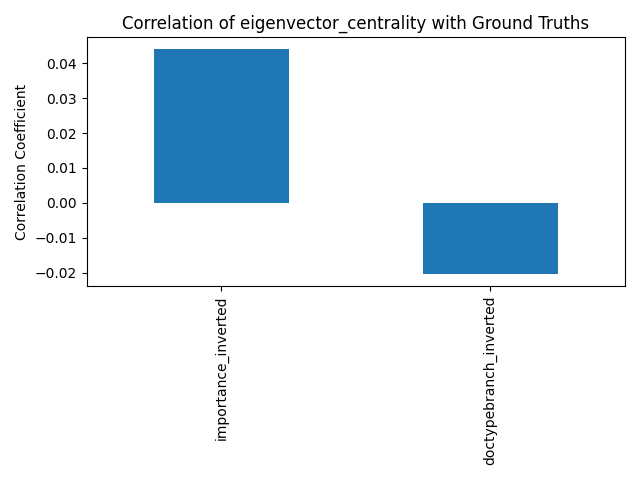 Correlation of eigenvector_centrality with Ground Truths
Correlation Coefficient
0.04
0.03
0.02
0.01
0.00
−0.01
−0.02
importance_inverted
doctypebranch_inverted